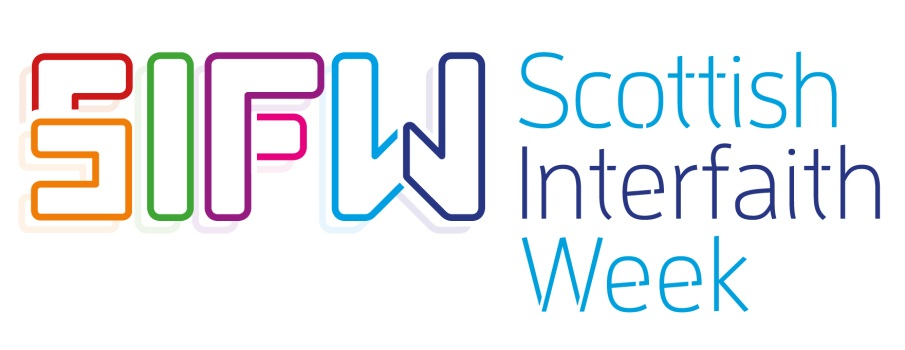 SIFW
Scottish
Interfaith
Week